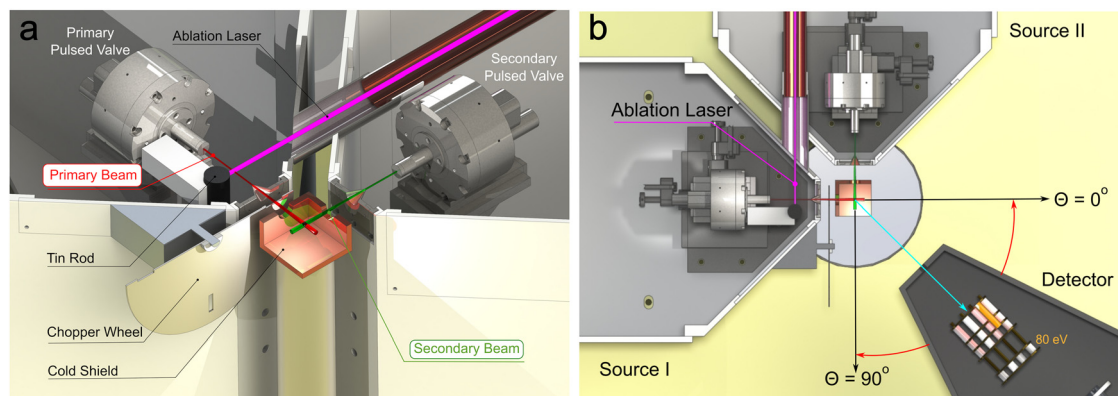 a
Primary
Pulsed Valve
Ablation Laser
Secondary
Pulsed Valve
Primary Beam
Tin Rod
Chopper Wheel
Cold Shield
Secondary Beam
b
Source II
Ablation Laser
Θ = 0°
Detector
80 eV
Source I
Θ = 90°